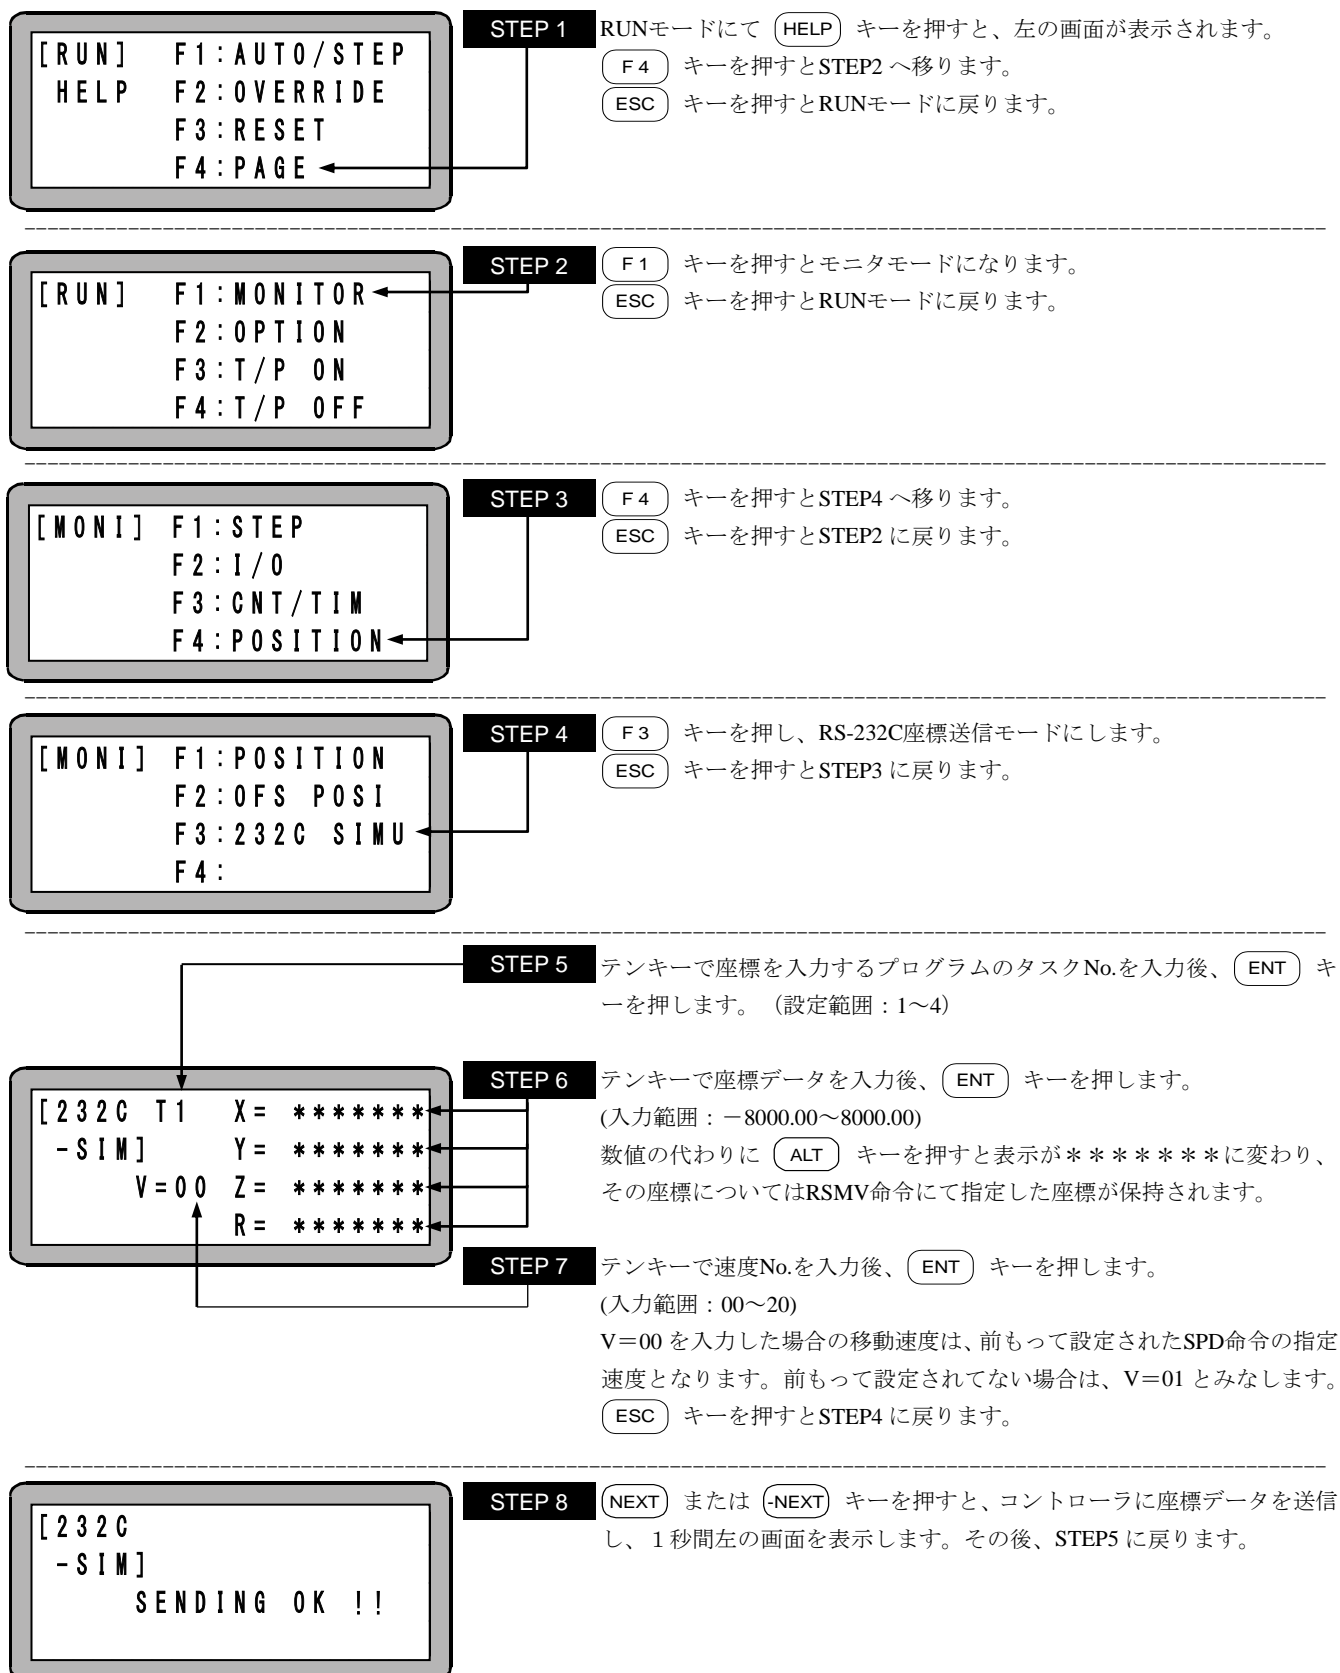 STEP 1
RUNモードにて HELP キーを押すと、左の画面が表示されます。
F 4 キーを押すとSTEP2 へ移ります。
ESC キーを押すとRUNモードに戻ります。
[RUN] F1:AUTO/STEP
HELP F2:OVERRIDE
F3:RESET
F4:PAGE
STEP 2
F 1 キーを押すとモニタモードになります。
ESC キーを押すとRUNモードに戻ります。
[RUN] F1:MONITOR
F2:OPTION
F3:T/P ON
F4:T/P OFF
STEP 3
F 4 キーを押すとSTEP4 へ移ります。
ESC キーを押すとSTEP2 に戻ります。
[MONI] F1:STEP
F2:I/O
F3:CNT/TIM
F4:POSITION
STEP 4
F 3 キーを押し、RS-232C座標送信モードにします。
ESC キーを押すとSTEP3 に戻ります。
[MONI] F1:POSITION
F2:OFS POSI
F3:232C SIMU
F4:
STEP 5
テンキーで座標を入力するプログラムのタスクNo.を入力後、 ENT キ
ーを押します。（設定範囲：1～4）
STEP 6
テンキーで座標データを入力後、 ENT キーを押します。
(入力範囲：－8000.00～8000.00)
数値の代わりに ALT キーを押すと表示が＊＊＊＊＊＊＊に変わり、
その座標についてはRSMV命令にて指定した座標が保持されます。
[232C T1 X= *******
-SIM] Y= *******
V=00 Z= *******
R= *******
STEP 7
テンキーで速度No.を入力後、 ENT キーを押します。
(入力範囲：00～20)
V＝00 を入力した場合の移動速度は、前もって設定されたSPD命令の指定
速度となります。前もって設定されてない場合は、V＝01 とみなします。
ESC キーを押すとSTEP4 に戻ります。
STEP 8
NEXT または -NEXT キーを押すと、コントローラに座標データを送信
し、１秒間左の画面を表示します。その後、STEP5 に戻ります。
[232C
-SIM]
SENDING OK !!